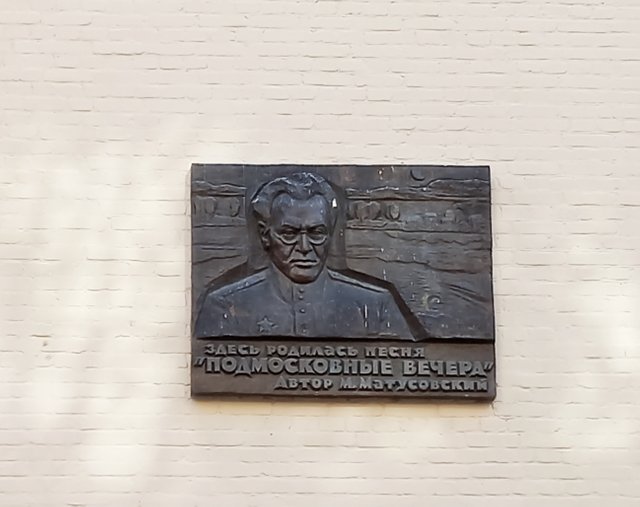 ЗДЕСЬ РОДИЛАСЬ ПЕСНЯ
"ПОДМОСКОВНЫЕ ВЕЧЕРА"
АВТОР М.МАТУСОВСКИЙ